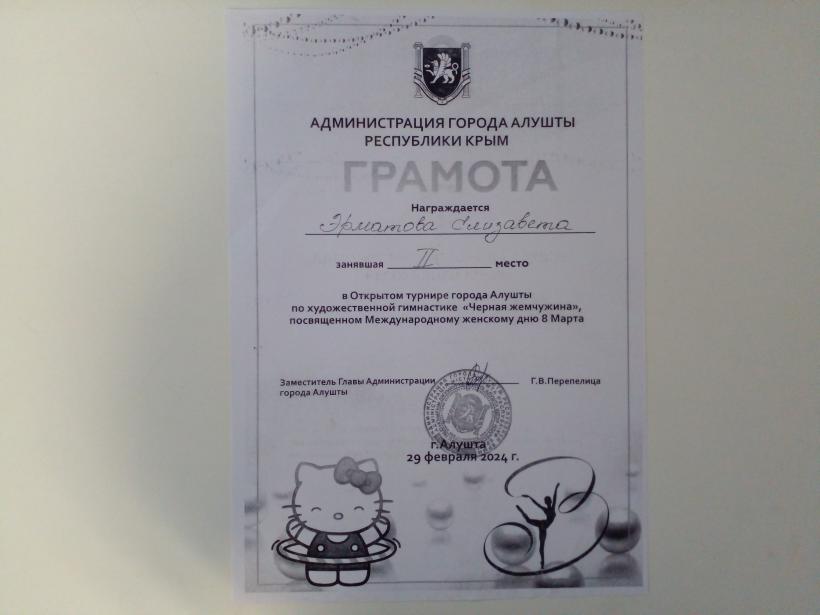 АДМИНИСТРАЦИЯ ГОРОДА АЛУШТЫ
РЕСПУБЛИКИ КРЫМ
ГРАМОТА
Награждается
Эрматова Елизавета
занявшая II место
в Открытом турнире города Алушты
по художественной гимнастике «Черная жемчужина»,
посвященном Международному женскому дню 8 Марта
Заместитель Главы Администрации Г.В.Перепелица
города Алушты
г.Алушта
29 февраля 2024 г.